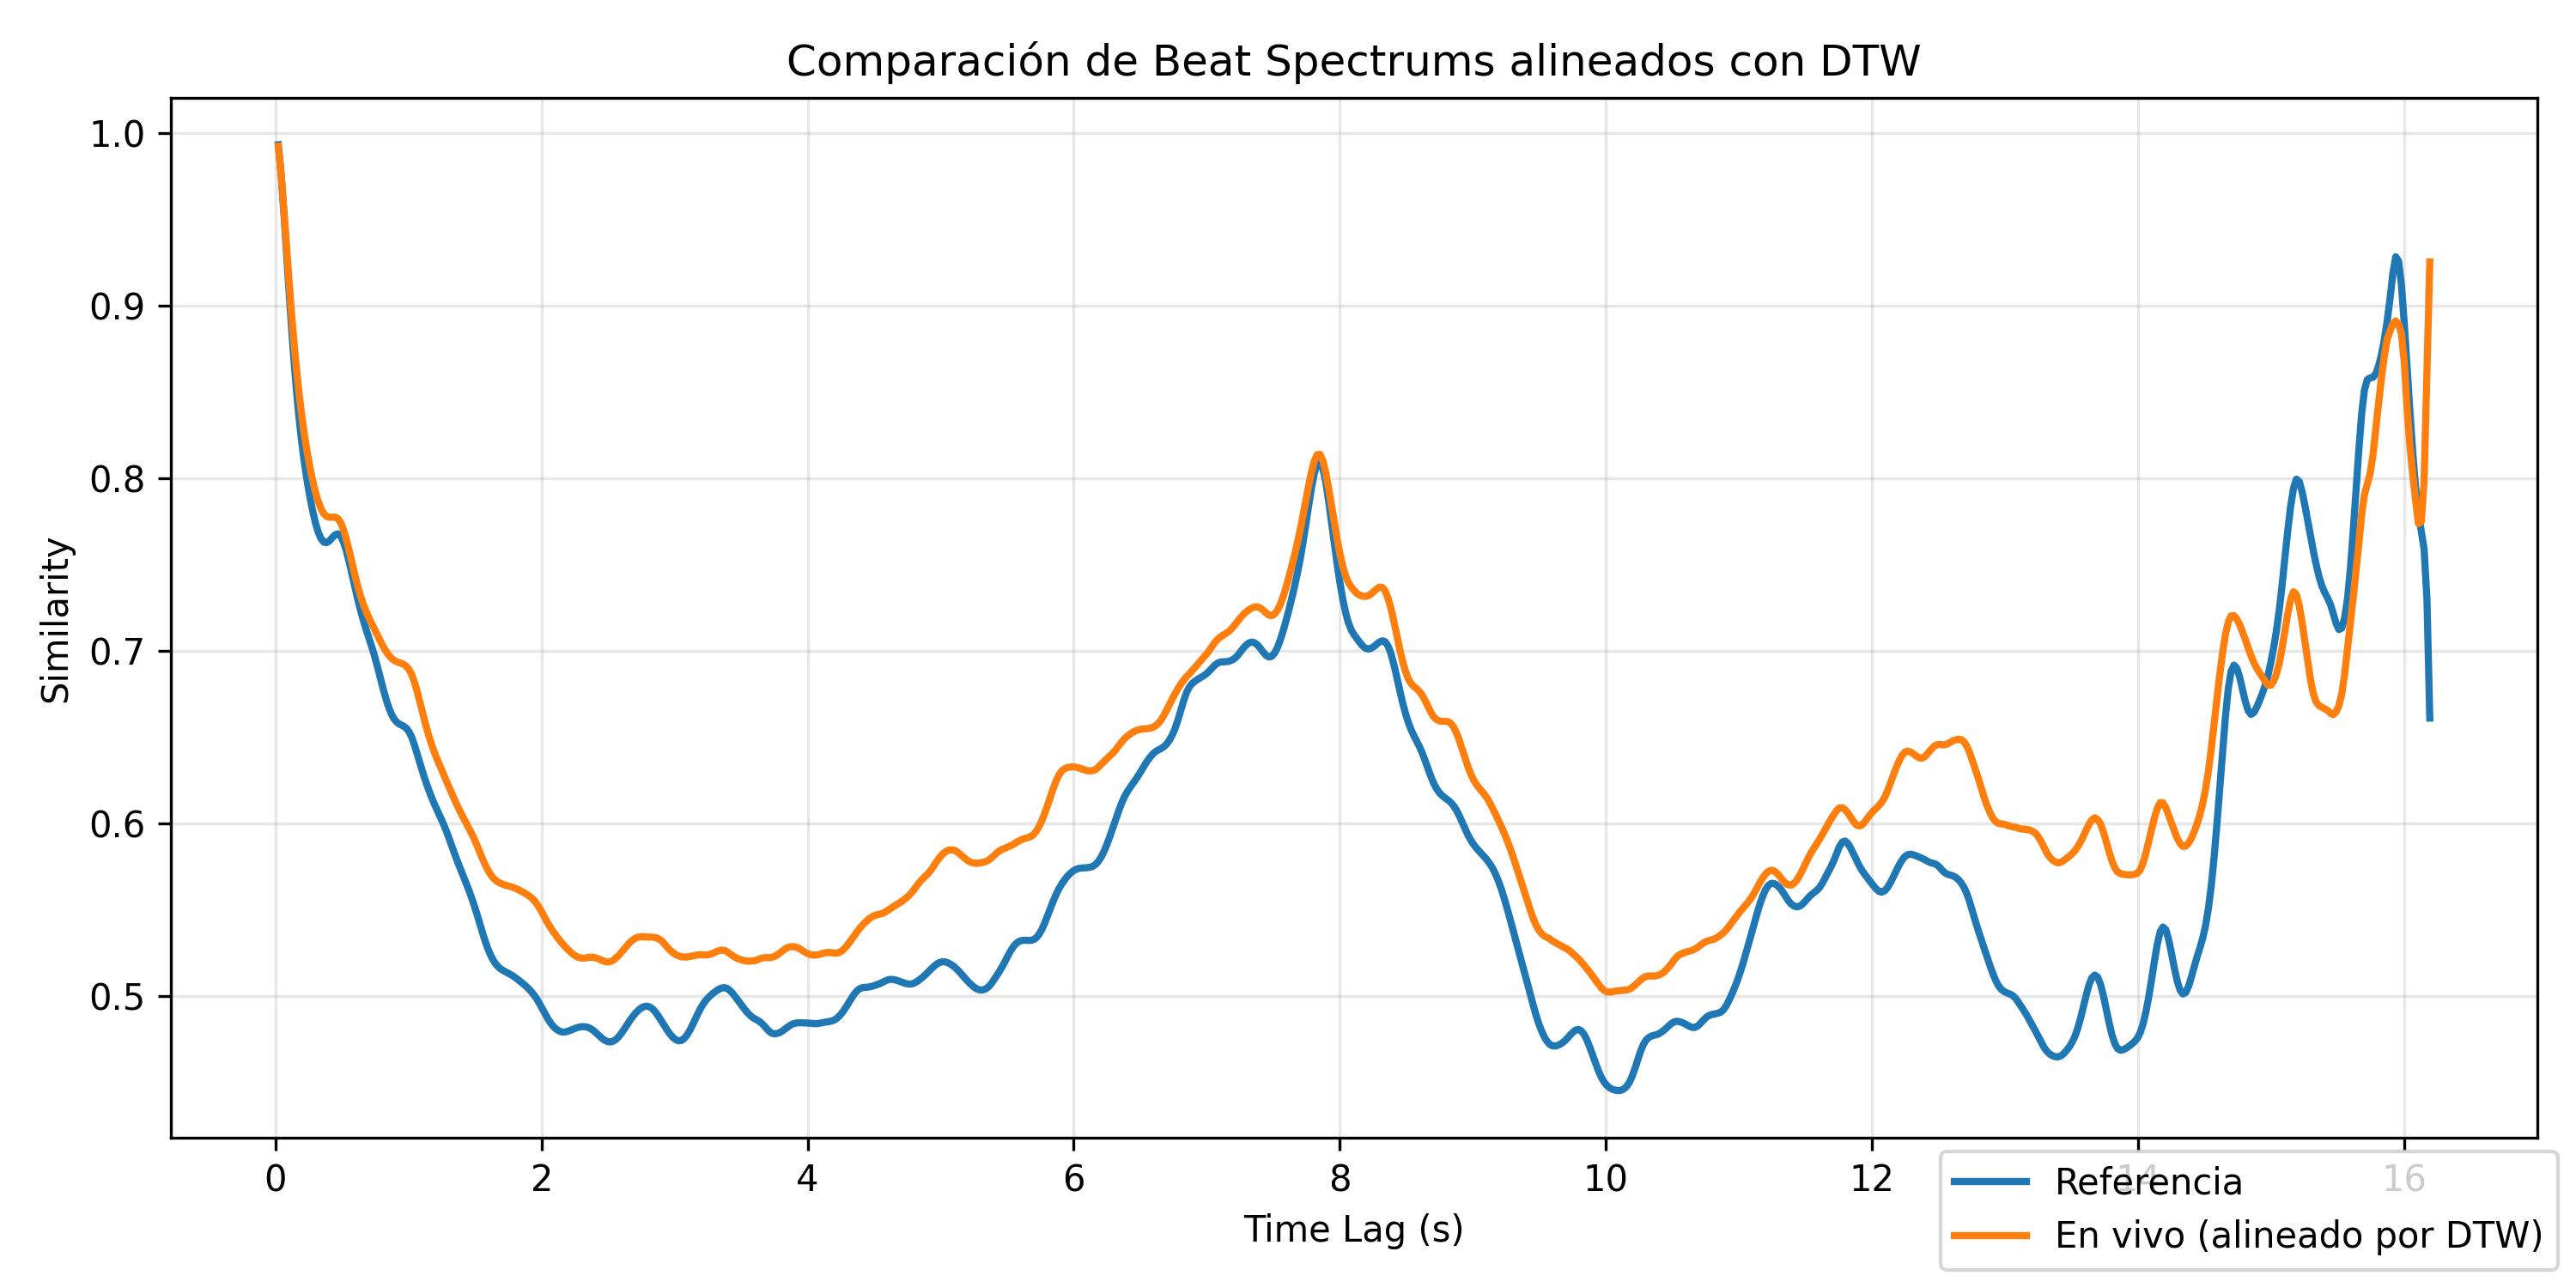 Comparación de Beat Spectrums alineados con DTW
Similarity
1.0
0.9
0.8
0.7
0.6
0.5
0 2 4 6 8 10 12 14 16
Time Lag (s)
Referencia
En vivo (alineado por DTW)